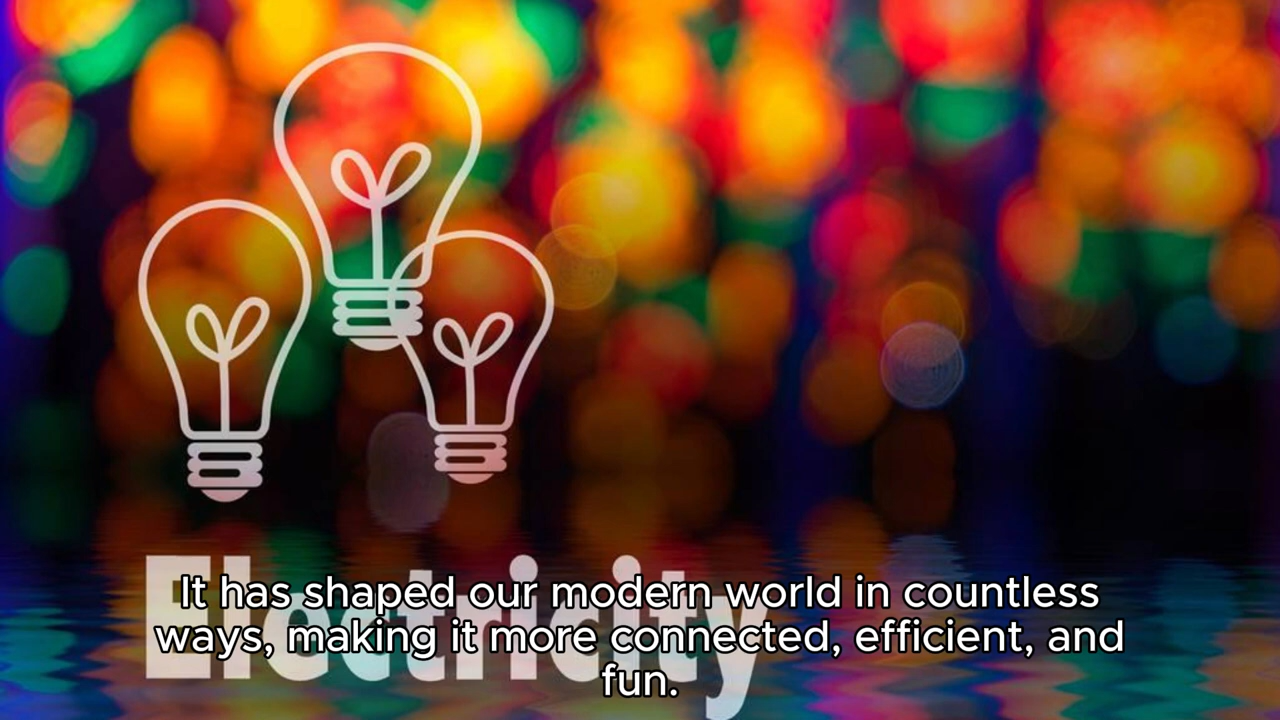 Electricity
It has shaped our modern world in countless
ways, making it more connected, efficient, and
fun.